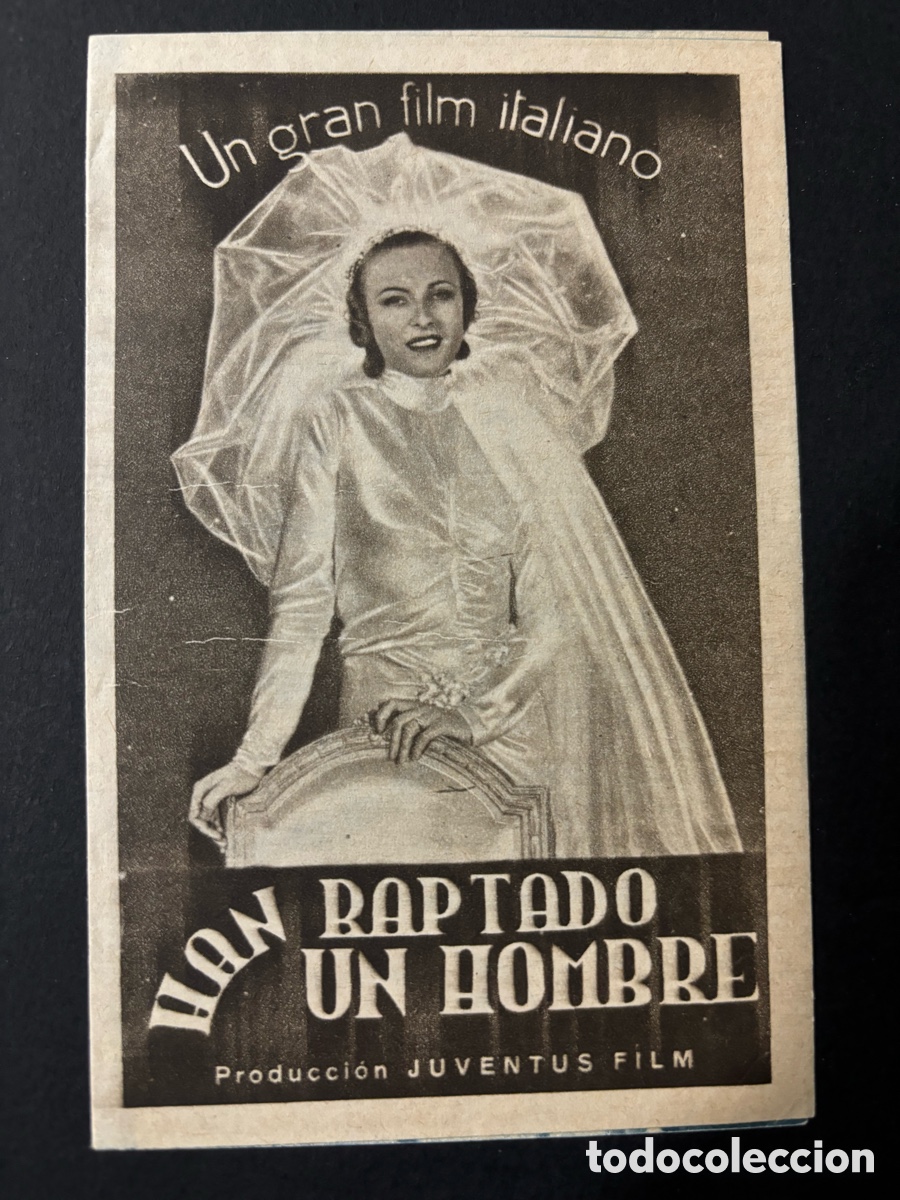 Un gran film italiano
HAN RAPTADO
UN HOMBRE
Producción JUVENTUS FILM
todocoleccion